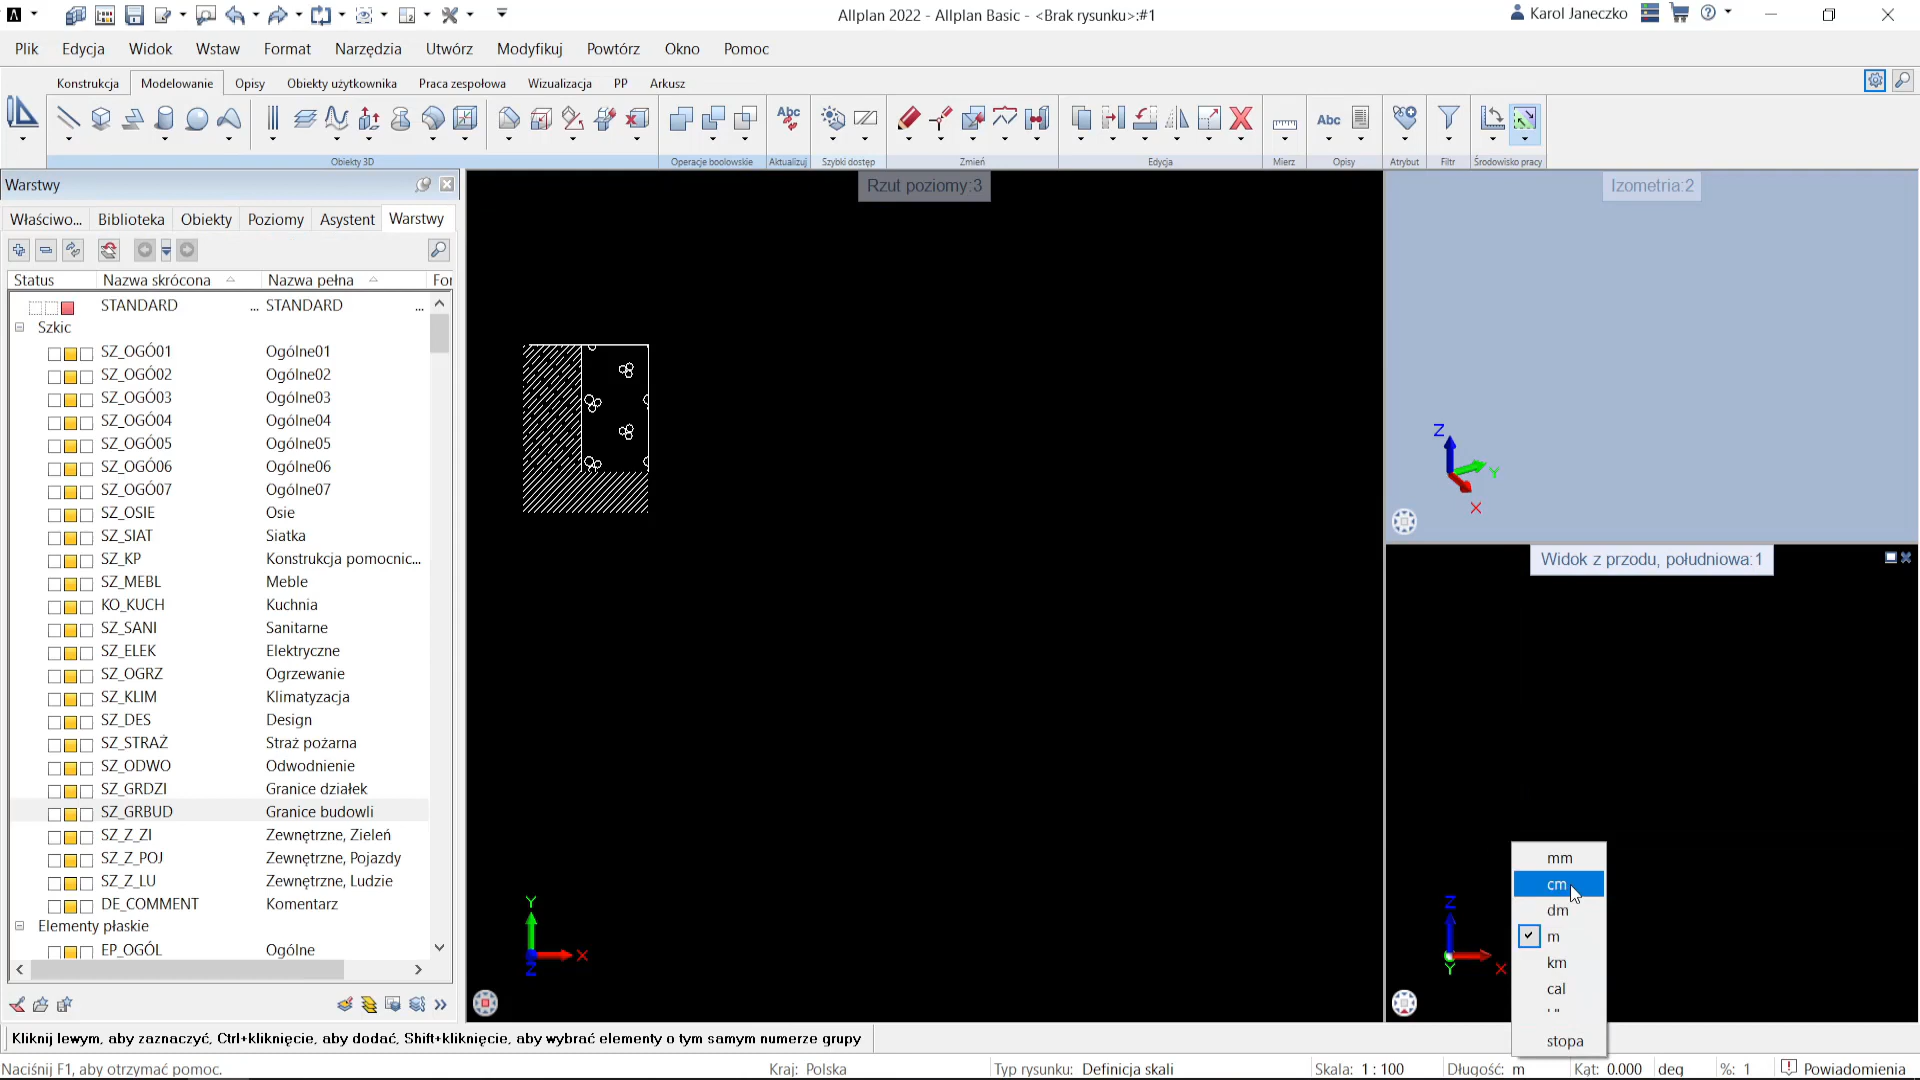 Allplan 2022 - Allplan Basic - <Brak rysunku>:#1
Karol Janeczko
Plik Edycja Widok Wstaw Format Narzędzia Utwórz Modyfikuj Powtórz Okno Pomoc
Konstrukcja Modelowanie Opisy Obiekty użytkownika Praca zespołowa Wizualizacja PP Arkusz
Abc
Abc
Obiekty 3D Operacje boolowskie Aktualizuj Szybki dostęp Zmień Edycja Mierz Opisy Atrybut Filtr Środowisko pracy
Warstwy
Właściwo... Biblioteka Obiekty Poziomy Asystent Warstwy
Status Nazwa skrócona Nazwa pełna For
STANDARD ... STANDARD ...
Szkic
SZ_OGÓ01 Ogólne01
SZ_OGÓ02 Ogólne02
SZ_OGÓ03 Ogólne03
SZ_OGÓ04 Ogólne04
SZ_OGÓ05 Ogólne05
SZ_OGÓ06 Ogólne06
SZ_OGÓ07 Ogólne07
SZ_OSIE Osie
SZ_SIAT Siatka
SZ_KP Konstrukcja pomocnic...
SZ_MEBL Meble
KO_KUCH Kuchnia
SZ_SANI Sanitarne
SZ_ELEK Elektryczne
SZ_OGRZ Ogrzewanie
SZ_KLIM Klimatyzacja
SZ_DES Design
SZ_STRAŻ Straż pożarna
SZ_ODWO Odwodnienie
SZ_GRDZI Granice działek
SZ_GRBUD Granice budowli
SZ_Z_ZI Zewnętrzne, Zieleń
SZ_Z_POJ Zewnętrzne, Pojazdy
SZ_Z_LU Zewnętrzne, Ludzie
DE_COMMENT Komentarz
Elementy płaskie
EP_OGÓL Ogólne
Rzut poziomy:3
Y
X
Z
Izometria:2
Z
Y
X
Widok z przodu, południowa:1
Z
X
Y
mm
cm
dm
m
km
cal
stopa
Kliknij lewym, aby zaznaczyć, Ctrl+kliknięcie, aby dodać, Shift+kliknięcie, aby wybrać elementy o tym samym numerze grupy
Naciśnij F1, aby otrzymać pomoc. Kraj: Polska Typ rysunku: Definicja skali Skala: 1 : 100 Długość: m Kąt: 0.000 deg %: 1 Powiadomienia